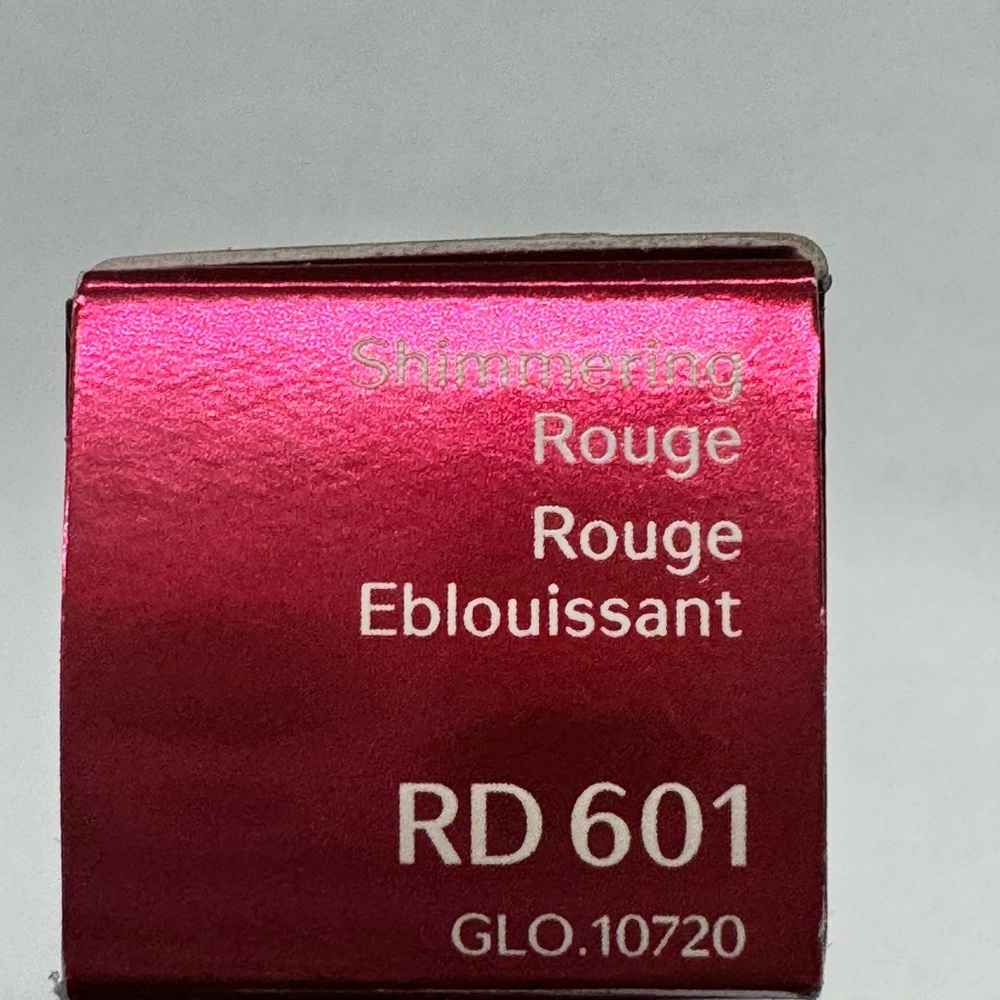 Shimmering
Rouge
Rouge
Eblouissant
RD 601
GLO.10720